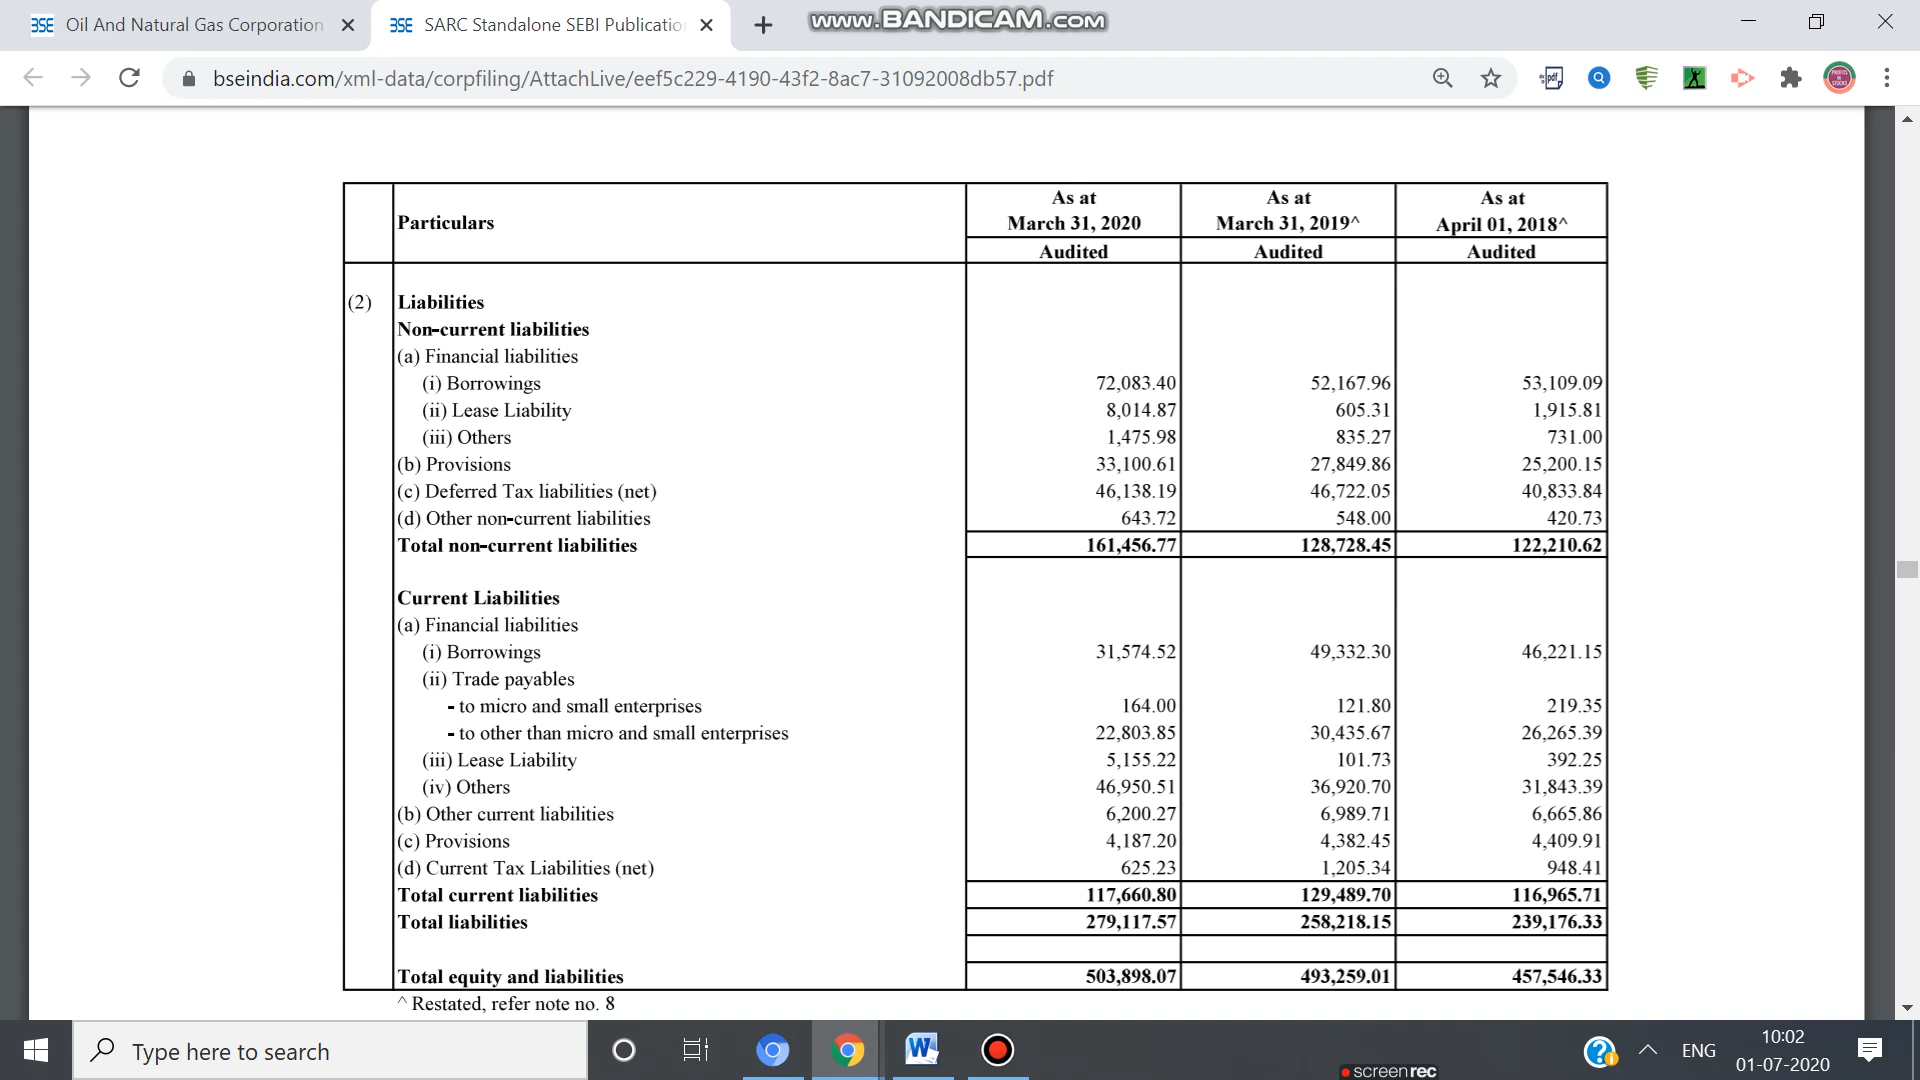 Oil And Natural Gas Corporation
SARC Standalone SEBI Publication
www.BANDICAM.com
bseindia.com/xml-data/corpfiling/AttachLive/eef5c229-4190-43f2-8ac7-31092008db57.pdf
Particulars As at March 31, 2020 As at March 31, 2019^ As at April 01, 2018^
Audited Audited Audited
(2) Liabilities
Non-current liabilities
(a) Financial liabilities
(i) Borrowings 72,083.40 52,167.96 53,109.09
(ii) Lease Liability 8,014.87 605.31 1,915.81
(iii) Others 1,475.98 835.27 731.00
(b) Provisions 33,100.61 27,849.86 25,200.15
(c) Deferred Tax liabilities (net) 46,138.19 46,722.05 40,833.84
(d) Other non-current liabilities 643.72 548.00 420.73
Total non-current liabilities 161,456.77 128,728.45 122,210.62
Current Liabilities
(a) Financial liabilities
(i) Borrowings 31,574.52 49,332.30 46,221.15
(ii) Trade payables
- to micro and small enterprises 164.00 121.80 219.35
- to other than micro and small enterprises 22,803.85 30,435.67 26,265.39
(iii) Lease Liability 5,155.22 101.73 392.25
(iv) Others 46,950.51 36,920.70 31,843.39
(b) Other current liabilities 6,200.27 6,989.71 6,665.86
(c) Provisions 4,187.20 4,382.45 4,409.91
(d) Current Tax Liabilities (net) 625.23 1,205.34 948.41
Total current liabilities 117,660.80 129,489.70 116,965.71
Total liabilities 279,117.57 258,218.15 239,176.33
Total equity and liabilities 503,898.07 493,259.01 457,546.33
^ Restated, refer note no. 8
Type here to search
ENG
10:02
01-07-2020
screenrec